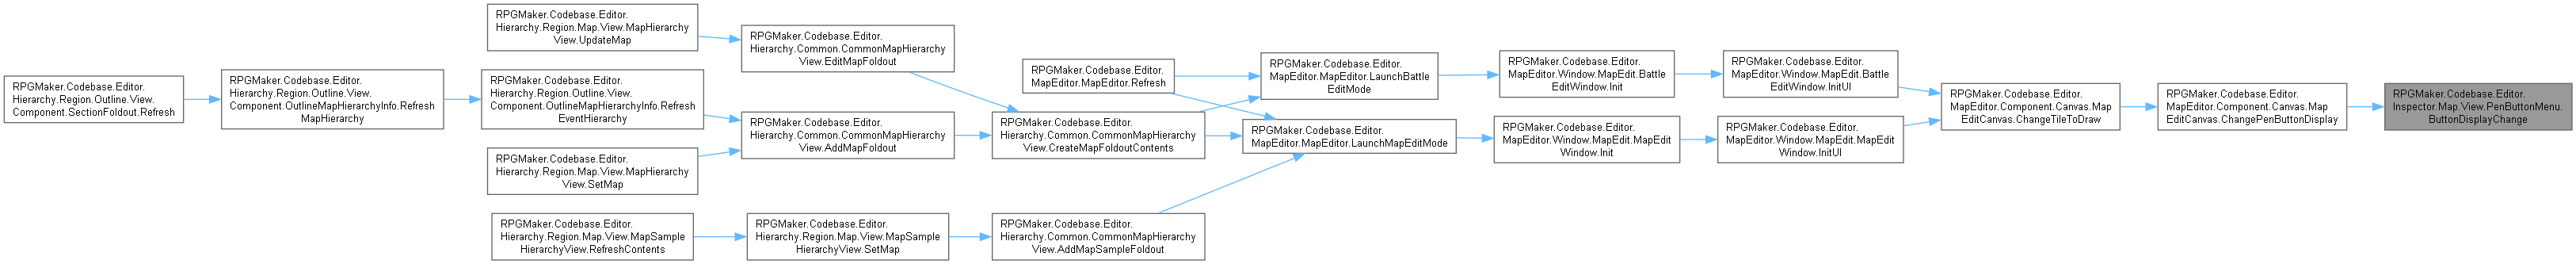 RPGMaker.Codebase.Editor.
Hierarchy.Region.Outline.View.
Component.SectionFoldout.Refresh
RPGMaker.Codebase.Editor.
Hierarchy.Region.Outline.View.
Component.OutlineMapHierarchyInfo.Refresh
MapHierarchy
RPGMaker.Codebase.Editor.
Hierarchy.Region.Map.View.MapHierarchy
View.UpdateMap
RPGMaker.Codebase.Editor.
Hierarchy.Region.Outline.View.
Component.OutlineMapHierarchyInfo.Refresh
EventHierarchy
RPGMaker.Codebase.Editor.
Hierarchy.Region.Map.View.MapHierarchy
View.SetMap
RPGMaker.Codebase.Editor.
Hierarchy.Region.Map.View.MapSample
HierarchyView.RefreshContents
RPGMaker.Codebase.Editor.
Hierarchy.Common.CommonMapHierarchy
View.EditMapFoldout
RPGMaker.Codebase.Editor.
Hierarchy.Common.CommonMapHierarchy
View.AddMapFoldout
RPGMaker.Codebase.Editor.
Hierarchy.Region.Map.View.MapSample
HierarchyView.SetMap
RPGMaker.Codebase.Editor.
MapEditor.MapEditor.Refresh
RPGMaker.Codebase.Editor.
Hierarchy.Common.CommonMapHierarchy
View.CreateMapFoldoutContents
RPGMaker.Codebase.Editor.
Hierarchy.Common.CommonMapHierarchy
View.AddMapSampleFoldout
RPGMaker.Codebase.Editor.
MapEditor.MapEditor.LaunchBattle
EditMode
RPGMaker.Codebase.Editor.
MapEditor.MapEditor.LaunchMapEditMode
RPGMaker.Codebase.Editor.
MapEditor.Window.MapEdit.Battle
EditWindow.Init
RPGMaker.Codebase.Editor.
MapEditor.Window.MapEdit.MapEdit
Window.Init
RPGMaker.Codebase.Editor.
MapEditor.Window.MapEdit.Battle
EditWindow.InitUI
RPGMaker.Codebase.Editor.
MapEditor.Window.MapEdit.MapEdit
Window.InitUI
RPGMaker.Codebase.Editor.
MapEditor.Component.Canvas.Map
EditCanvas.ChangeTileToDraw
RPGMaker.Codebase.Editor.
MapEditor.Component.Canvas.Map
EditCanvas.ChangePenButtonDisplay
RPGMaker.Codebase.Editor.
Inspector.Map.View.PenButtonMenu.
ButtonDisplayChange